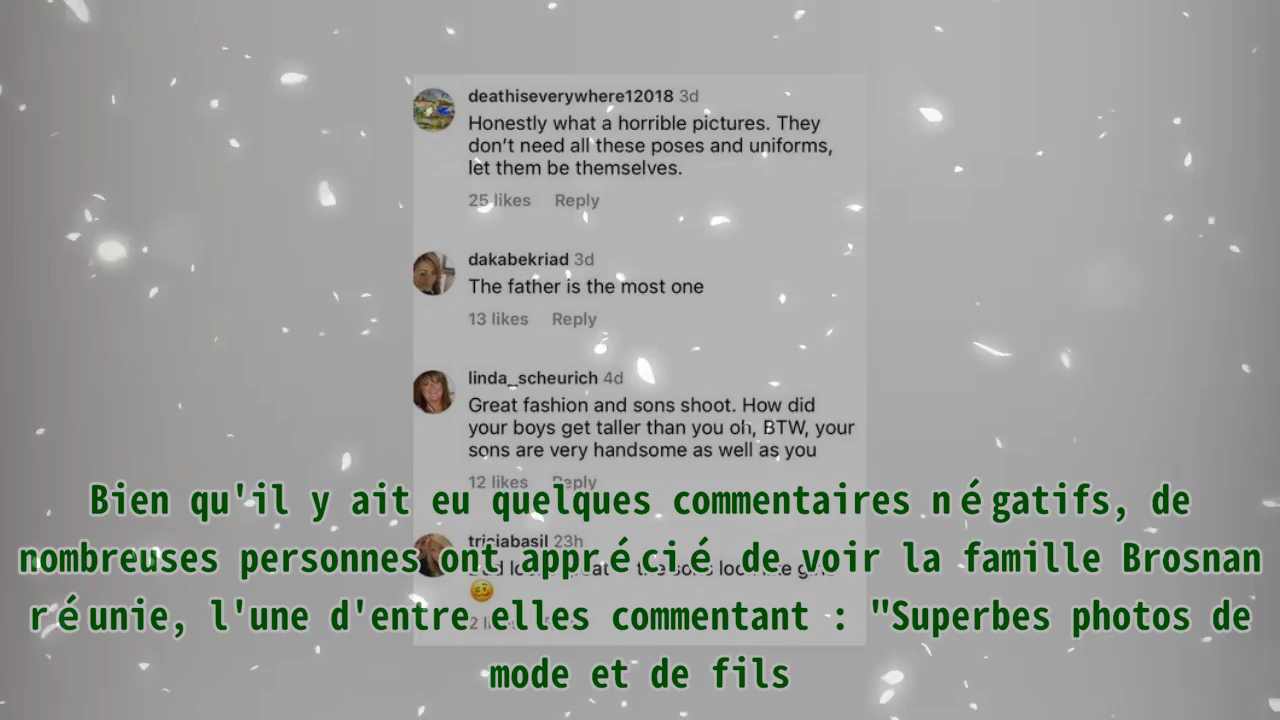 deathiseverywhere12018 3d
Honestly what a horrible pictures. They
don't need all these poses and uniforms,
let them be themselves.
25 likes Reply
dakabekriad 3d
The father is the most one
13 likes Reply
linda_scheurich 4d
Great fashion and sons shoot. How did
your boys get taller than you oh, BTW, your
sons are very handsome as well as you
12 likes Reply
triciabasil 23h
Bien qu'il y ait eu quelques commentaires négatifs, de
nombreuses personnes ont apprécié de voir la famille Brosnan
réunie, l'une d'entre elles commentant : "Superbes photos de
mode et de fils